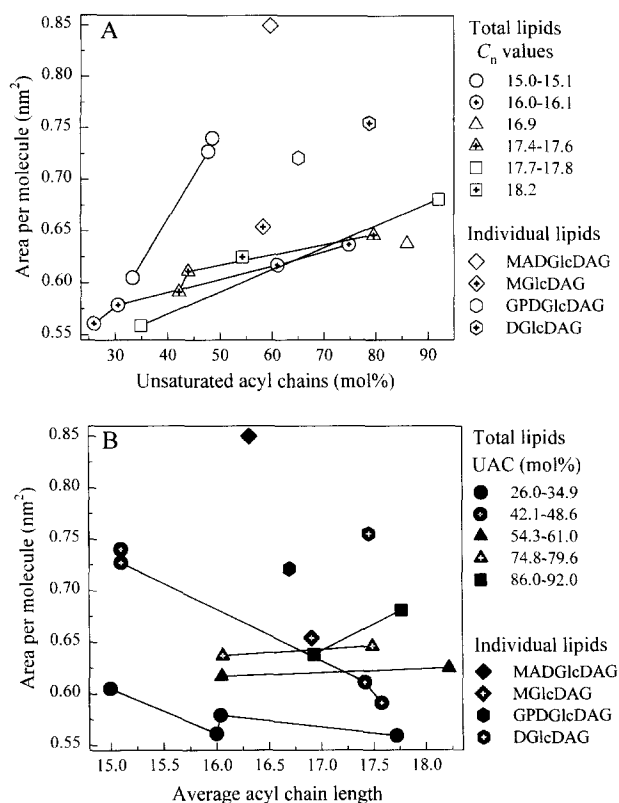 A
Area per molecule (nm²)
0.85
0.80
0.75
0.70
0.65
0.60
0.55
30 40 50 60 70 80 90
Unsaturated acyl chains (mol%)
Total lipids
Cn values
15.0-15.1
16.0-16.1
16.9
17.4-17.6
17.7-17.8
18.2
Individual lipids
MADGlcDAG
MGlcDAG
GPDGlcDAG
DGlcDAG
B
Area per molecule (nm²)
0.85
0.80
0.75
0.70
0.65
0.60
0.55
15.0 15.5 16.0 16.5 17.0 17.5 18.0
Average acyl chain length
Total lipids
UAC (mol%)
26.0-34.9
42.1-48.6
54.3-61.0
74.8-79.6
86.0-92.0
Individual lipids
MADGlcDAG
MGlcDAG
GPDGlcDAG
DGlcDAG